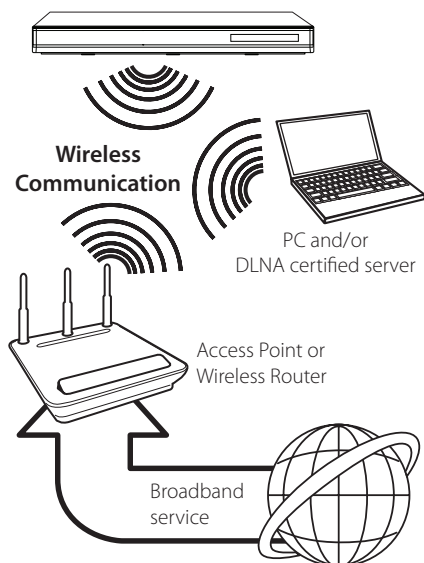 Wireless
Communication
PC and/or
DLNA certified server
Access Point or
Wireless Router
Broadband
service